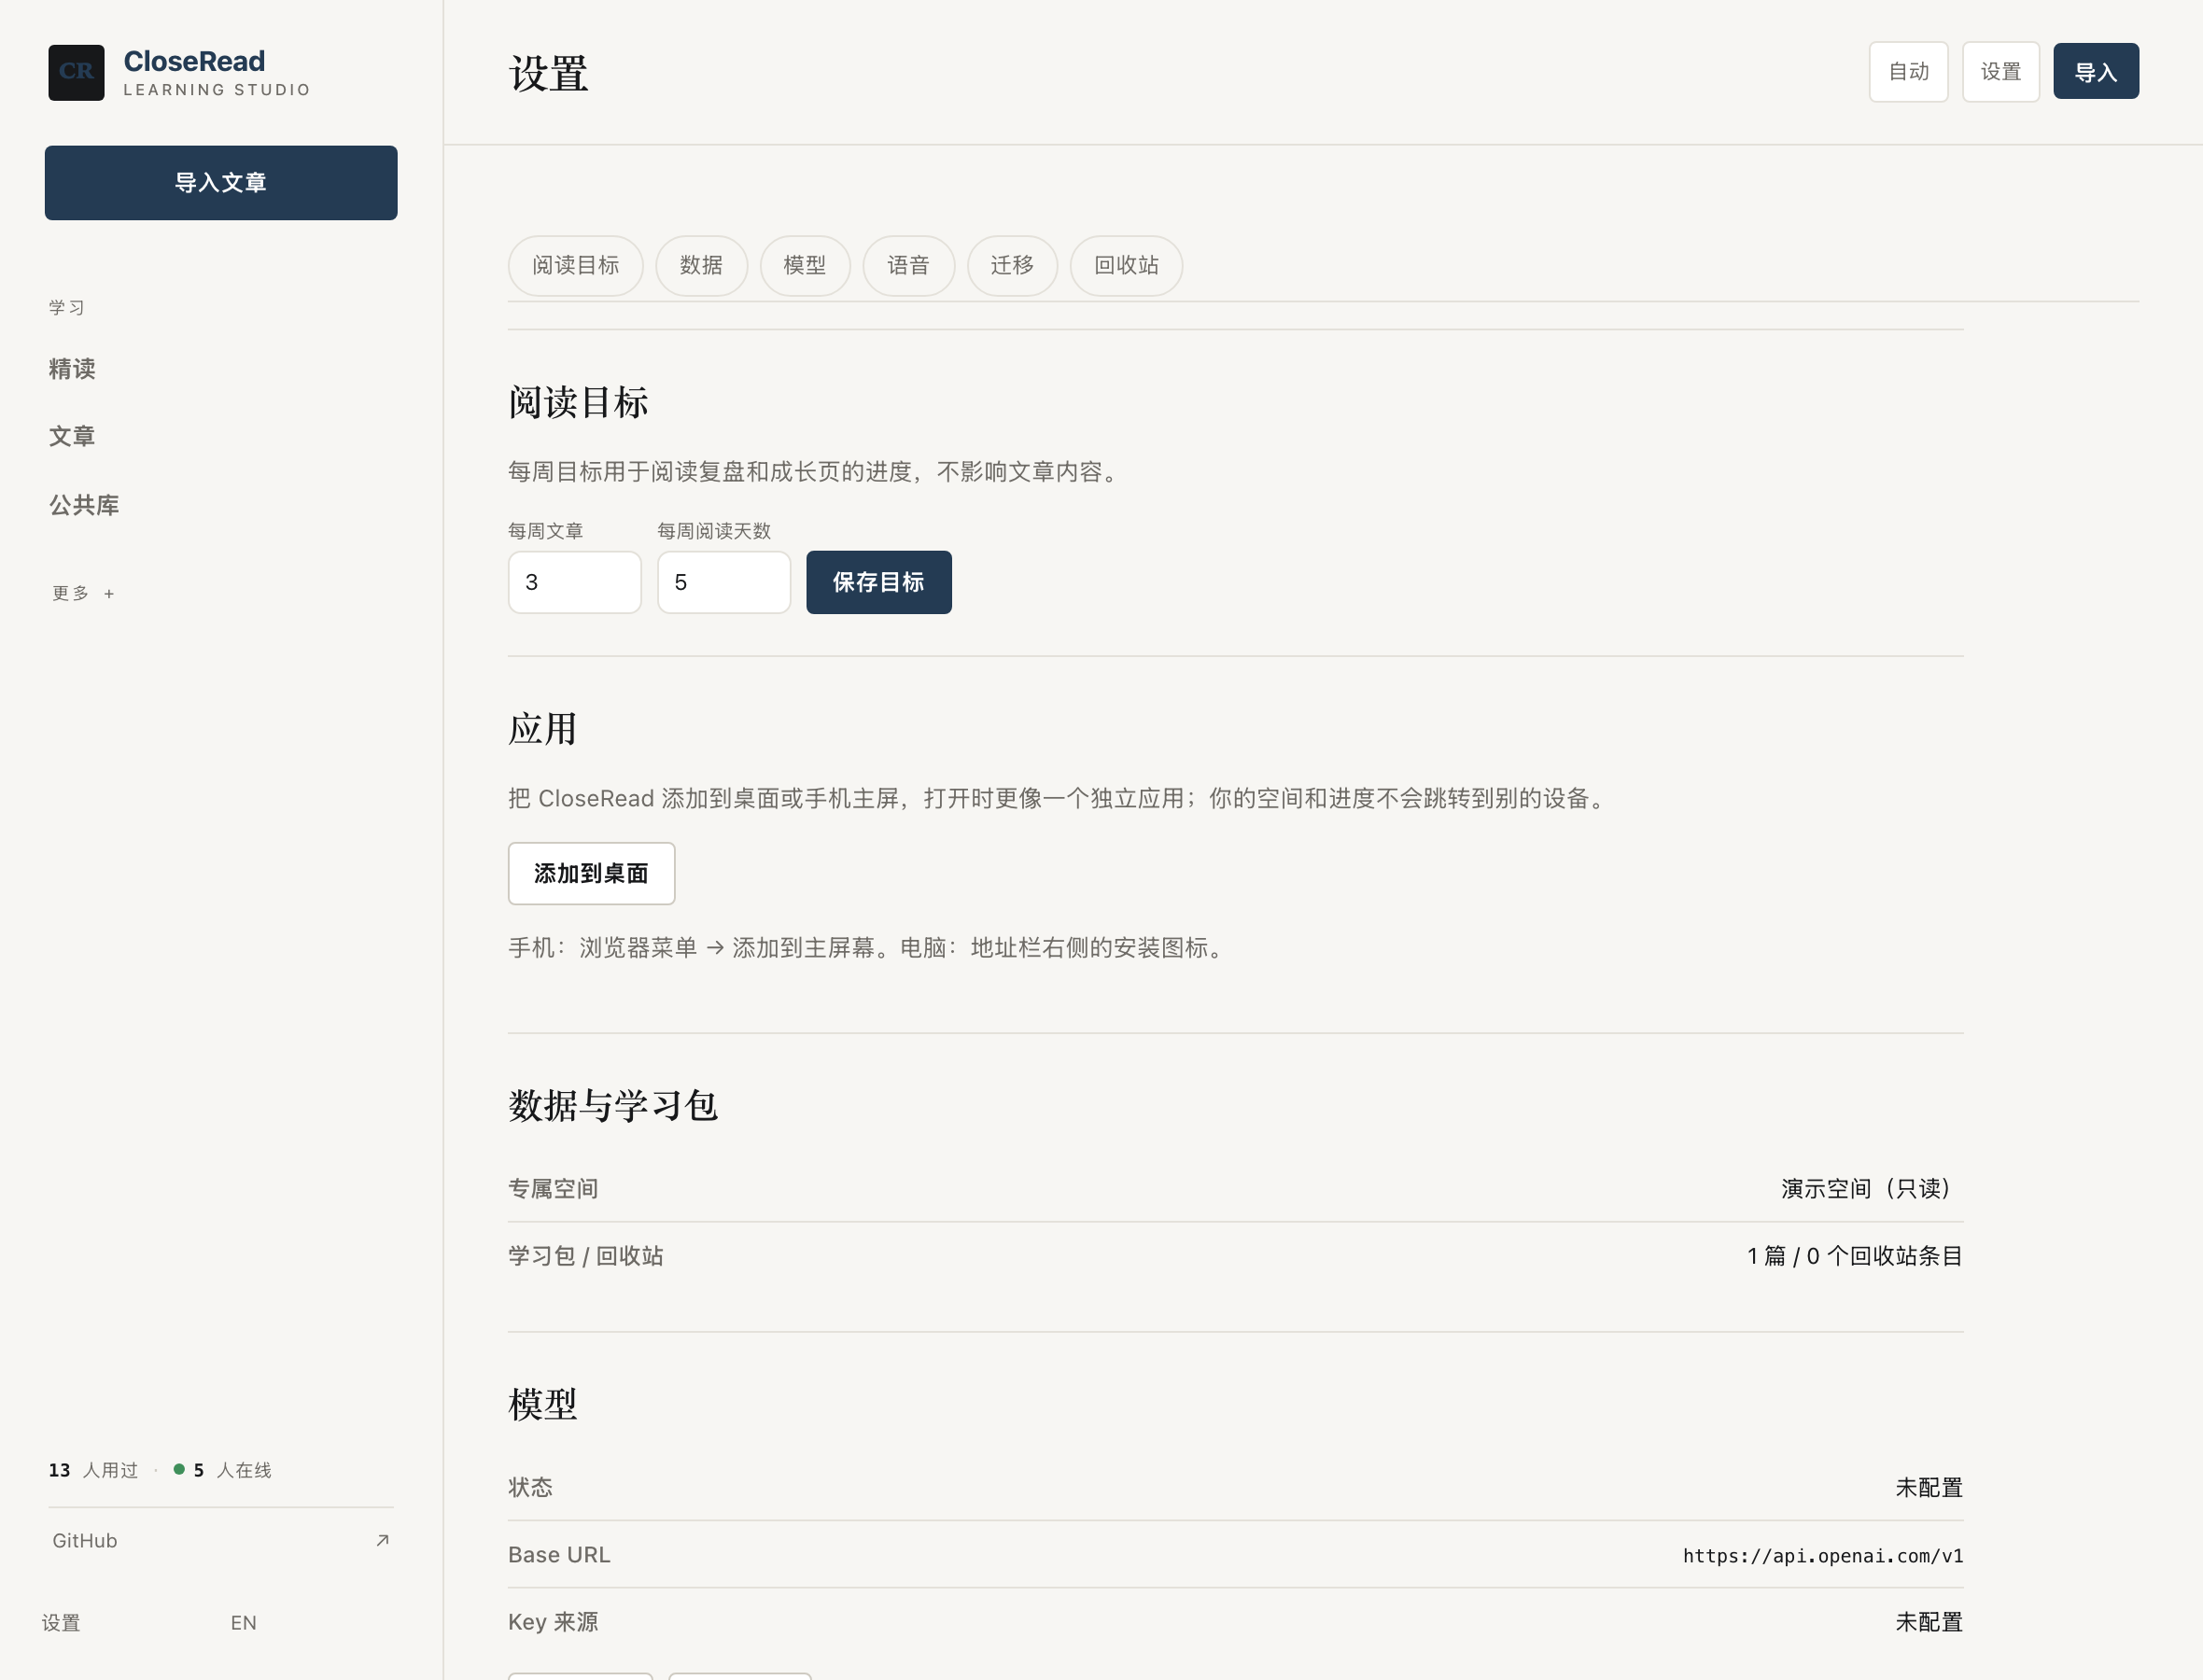 CR
CloseRead
LEARNING STUDIO
导入文章
学习
精读
文章
公共库
更多 +
13 人用过 · 5 人在线
GitHub ↗
设置 EN
设置
自动 设置 导入
阅读目标 数据 模型 语音 迁移 回收站
阅读目标
每周目标用于阅读复盘和成长页的进度，不影响文章内容。
每周文章 每周阅读天数
3 5 保存目标
应用
把 CloseRead 添加到桌面或手机主屏，打开时更像一个独立应用；你的空间和进度不会跳转到别的设备。
添加到桌面
手机：浏览器菜单 → 添加到主屏幕。电脑：地址栏右侧的安装图标。
数据与学习包
专属空间 演示空间（只读）
学习包 / 回收站 1 篇 / 0 个回收站条目
模型
状态 未配置
Base URL https://api.openai.com/v1
Key 来源 未配置